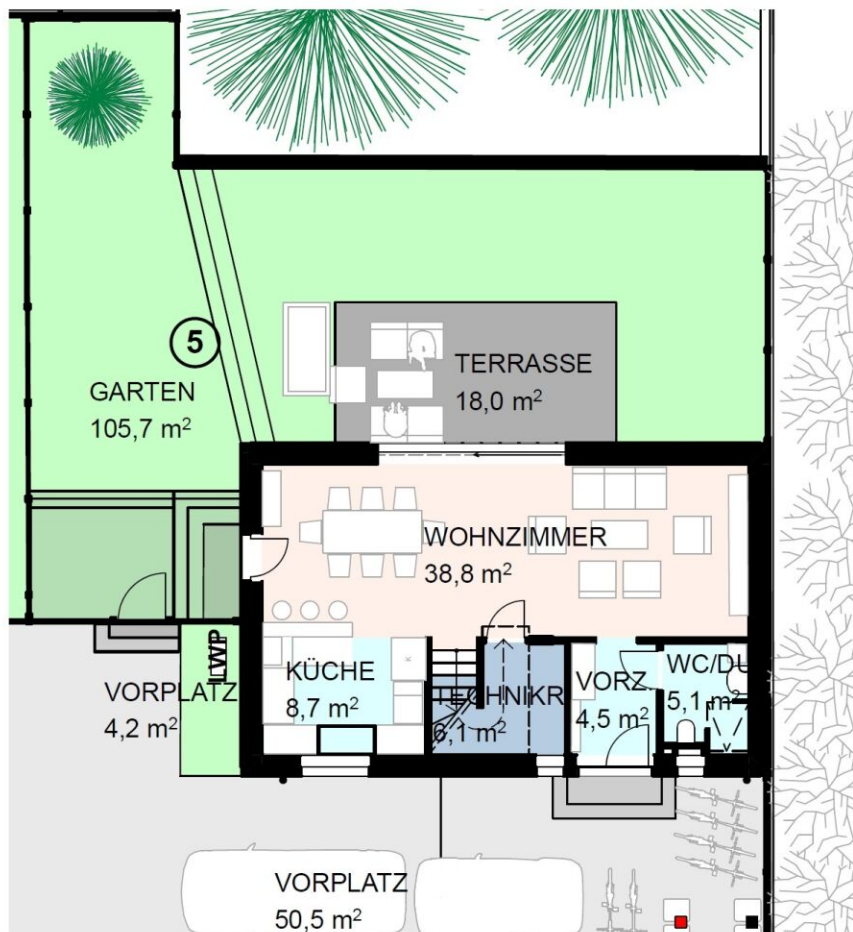 5
TERRASSE
18,0 m²
GARTEN
105,7 m²
WOHNZIMMER
38,8 m²
LWP
KÜCHE
8,7 m²
TECHNIKR
6,1 m²
VORZ.
4,5 m²
WC/DU
5,1 m²
VORPLATZ
4,2 m²
VORPLATZ
50,5 m²